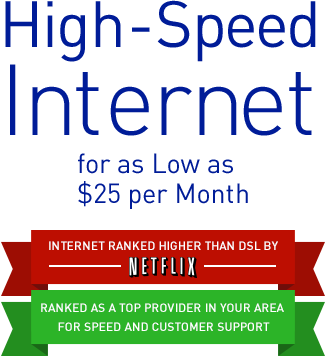 High-Speed
Internet
for as Low as
$25 per Month
INTERNET RANKED HIGHER THAN DSL BY
NETFLIX
RANKED AS A TOP PROVIDER IN YOUR AREA
FOR SPEED AND CUSTOMER SUPPORT